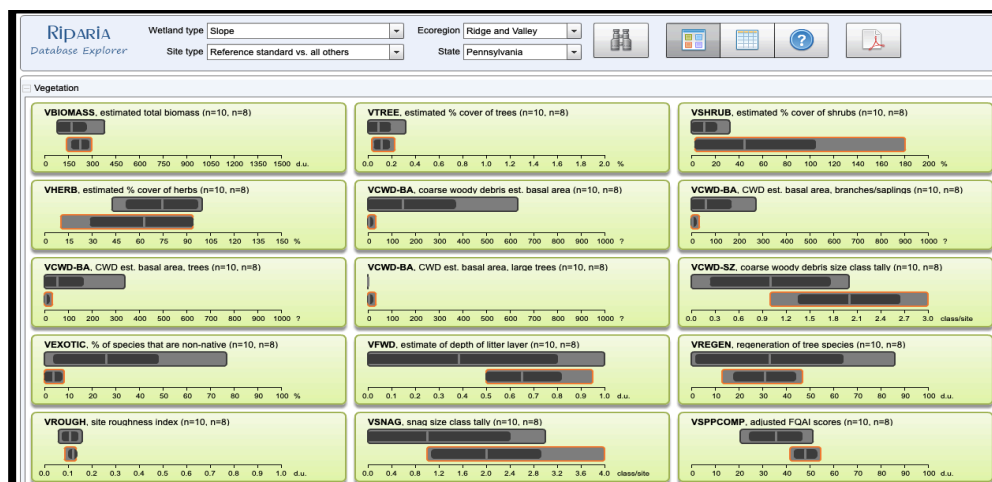 RIPARIA
Database Explorer
Wetland type Slope
Ecoregion Ridge and Valley
Site type Reference standard vs. all others
State Pennsylvania
Vegetation
VBIOMASS, estimated total biomass (n=10, n=8)
0 150 300 450 600 750 900 1050 1200 1350 1500 d.u.
VTREE, estimated % cover of trees (n=10, n=8)
0.0 0.2 0.4 0.6 0.8 1.0 1.2 1.4 1.6 1.8 2.0 %
VSHRUB, estimated % cover of shrubs (n=10, n=8)
0 20 40 60 80 100 120 140 160 180 200 %
VHERB, estimated % cover of herbs (n=10, n=8)
0 15 30 45 60 75 90 105 120 135 150 %
VCWD-BA, coarse woody debris est. basal area (n=10, n=8)
0 100 200 300 400 500 600 700 800 900 1000 ?
VCWD-BA, CWD est. basal area, branches/saplings (n=10, n=8)
0 100 200 300 400 500 600 700 800 900 1000 ?
VCWD-BA, CWD est. basal area, trees (n=10, n=8)
0 100 200 300 400 500 600 700 800 900 1000 ?
VCWD-BA, CWD est. basal area, large trees (n=10, n=8)
0 100 200 300 400 500 600 700 800 900 1000 ?
VCWD-SZ, coarse woody debris size class tally (n=10, n=8)
0.0 0.3 0.6 0.9 1.2 1.5 1.8 2.1 2.4 2.7 3.0 class/site
VEXOTIC, % of species that are non-native (n=10, n=8)
0 10 20 30 40 50 60 70 80 90 100 %
VFWD, estimate of depth of litter layer (n=10, n=8)
0.0 0.1 0.2 0.3 0.4 0.5 0.6 0.7 0.8 0.9 1.0 d.u.
VREGEN, regeneration of tree species (n=10, n=8)
0 10 20 30 40 50 60 70 80 90 100 d.u.
VROUGH, site roughness index (n=10, n=8)
0.0 0.1 0.2 0.3 0.4 0.5 0.6 0.7 0.8 0.9 1.0 d.u.
VSNAG, snag size class tally (n=10, n=8)
0.0 0.4 0.8 1.2 1.6 2.0 2.4 2.8 3.2 3.6 4.0 class/site
VSPPCOMP, adjusted FQAI scores (n=10, n=8)
0 10 20 30 40 50 60 70 80 90 100 d.u.